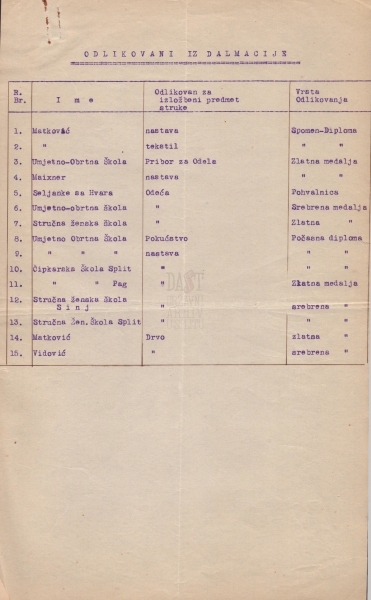 ODLIKOVANI IZ DALMACIJE
R. Br. I m e Odlikovan za izložbeni predmet struke Vrsta Odlikovanja
1. Matković nastava Spomen-Diploma
2. " tekstil " "
3. Umjetno-Obrtna Škola Pribor za Odela Zlatna medalja
4. Maixner nastava " "
5. Seljanke sa Hvara Odeća Pohvalnica
6. Umjetno-obrtna škola " Srebrena medalja
7. Stručna ženska škola " Zlatna "
8. Umjetno Obrtna škola Pokućstvo Počasna diploma
9. " " " nastava " "
10. Čipkarska Škola Split " " "
11. " " Pag " Zlatna medalja
12. Stručna ženska škola
S i n j " srebrena "
13. Stručna Žen.Škola Split " " "
14. Matković Drvo zlatna "
15. Vidović " srebrena "
DAST